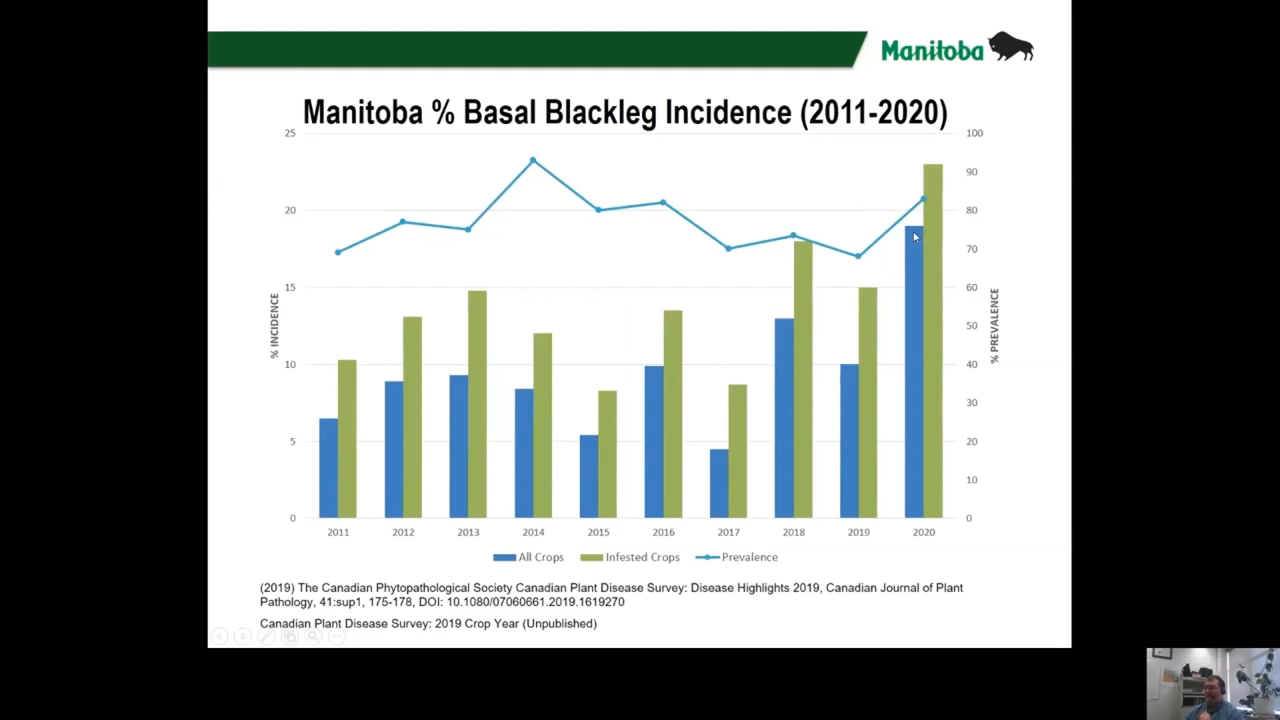 Manitoba
Manitoba % Basal Blackleg Incidence (2011-2020)
25
20
15
10
5
0
% INCIDENCE
100
90
80
70
60
50
40
30
20
10
0
% PREVALENCE
2011 2012 2013 2014 2015 2016 2017 2018 2019 2020
All Crops Infested Crops Prevalence
(2019) The Canadian Phytopathological Society Canadian Plant Disease Survey: Disease Highlights 2019, Canadian Journal of Plant
Pathology, 41:sup1, 175-178, DOI: 10.1080/07060661.2019.1619270
Canadian Plant Disease Survey: 2019 Crop Year (Unpublished)